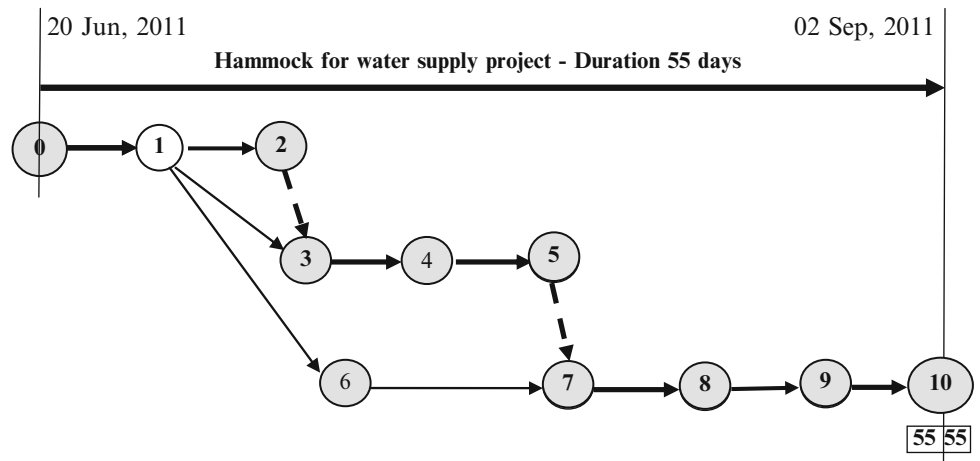 20 Jun, 2011
02 Sep, 2011
Hammock for water supply project - Duration 55 days
0 1 2
3 4 5
6 7 8 9 10
55 55